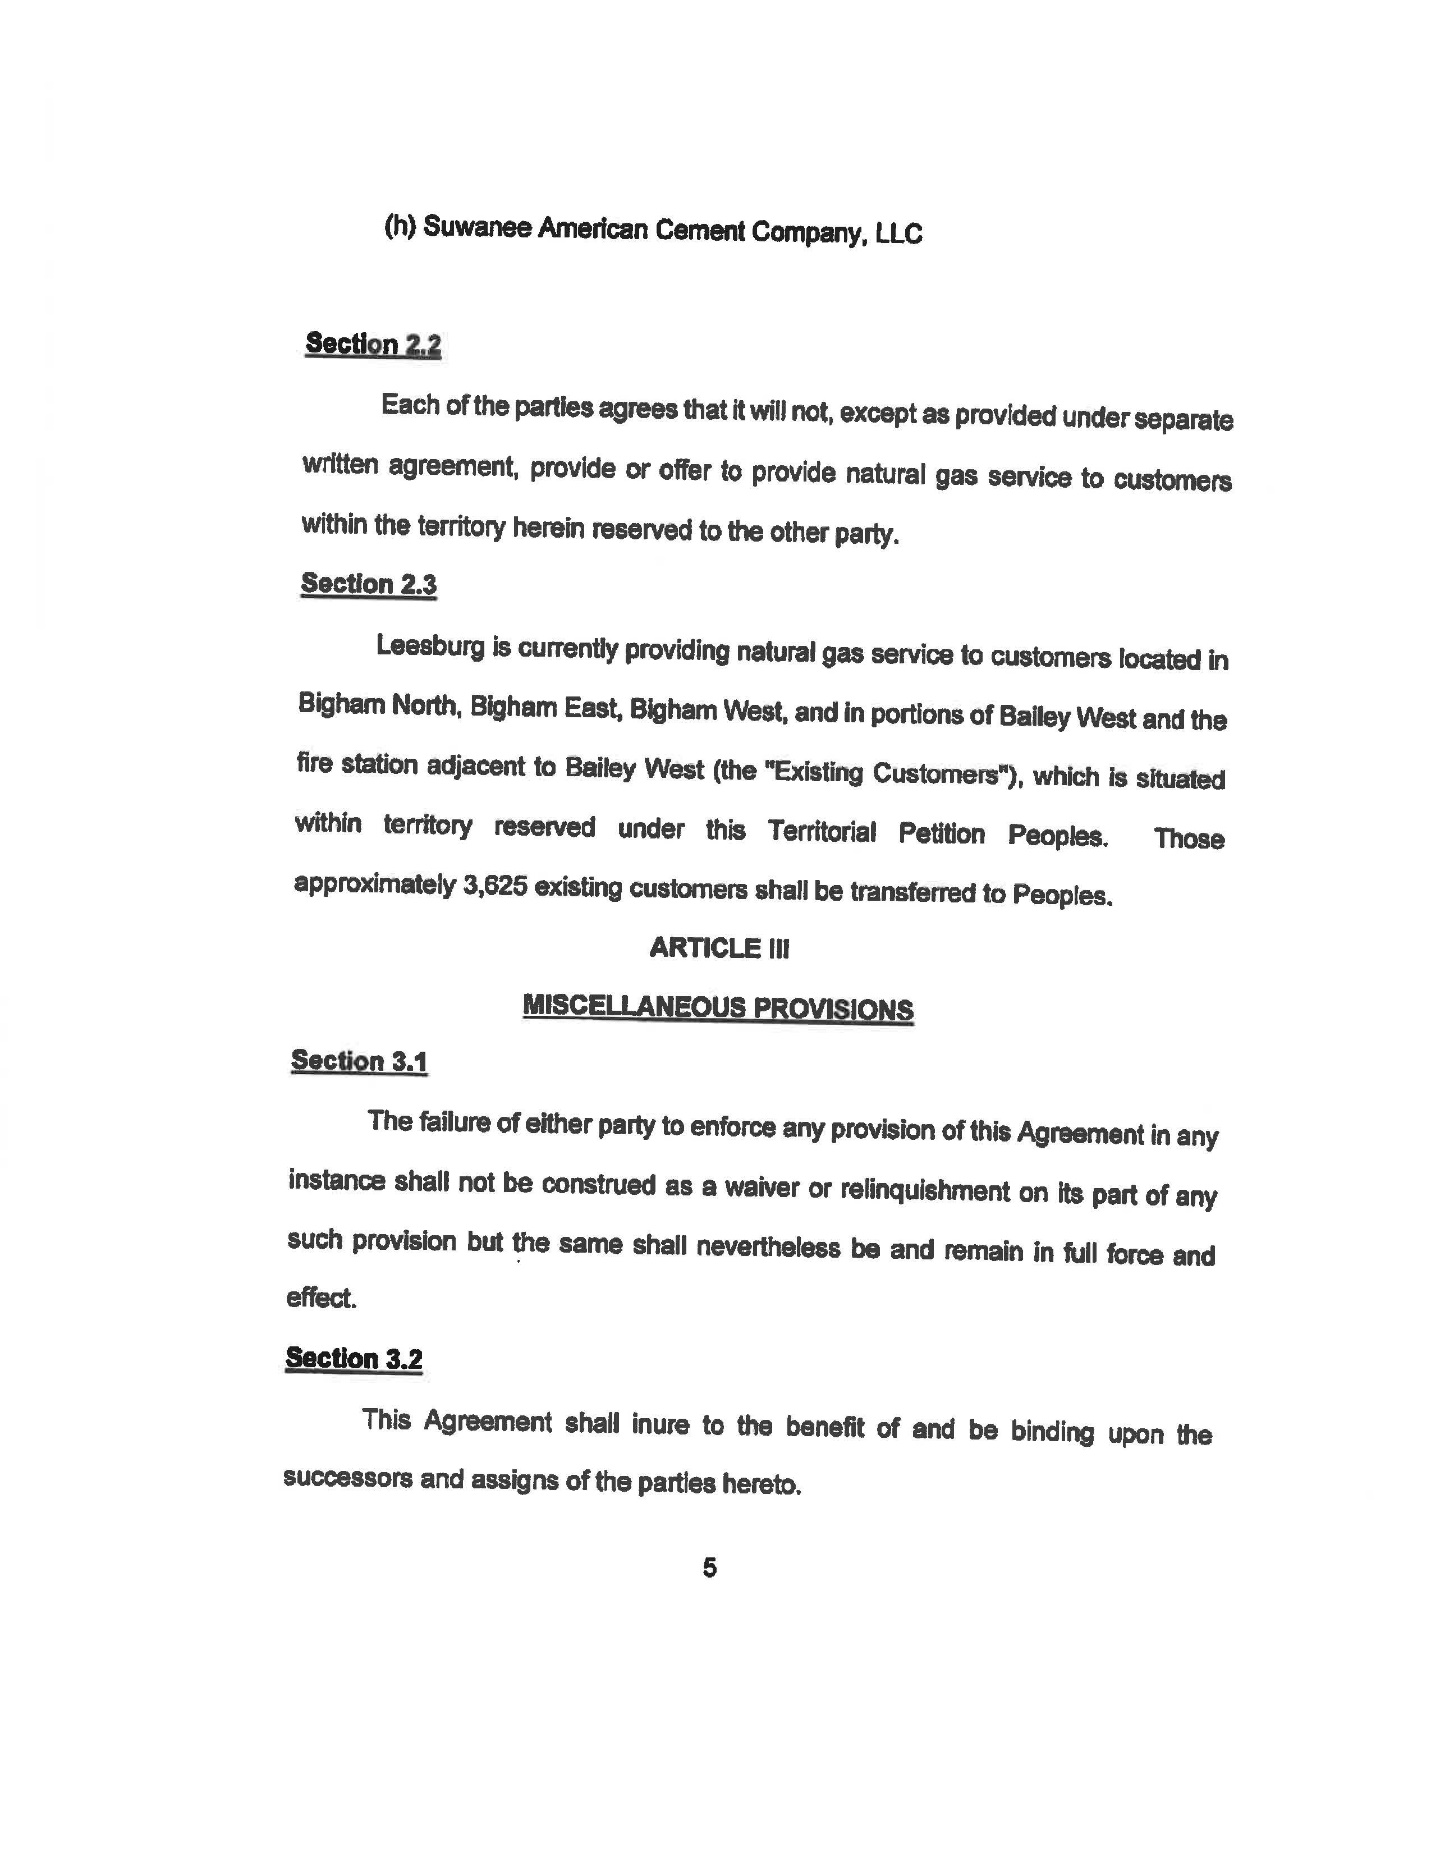 (h) Suwanee American Cement Company, LLC
Section 2.2
Each of the parties agrees that it will not, except as provided under separate
written agreement, provide or offer to provide natural gas service to customers
within the territory herein reserved to the other party.
Section 2.3
Leesburg is currently providing natural gas service to customers located in
Bigham North, Bigham East, Bigham West, and in portions of Bailey West and the
fire station adjacent to Bailey West (the "Existing Customers"), which is situated
within territory reserved under this Territorial Petition Peoples. Those
approximately 3,625 existing customers shall be transferred to Peoples.
ARTICLE III
MISCELLANEOUS PROVISIONS
Section 3.1
The failure of either party to enforce any provision of this Agreement in any
instance shall not be construed as a waiver or relinquishment on its part of any
such provision but the same shall nevertheless be and remain in full force and
effect.
Section 3.2
This Agreement shall inure to the benefit of and be binding upon the
successors and assigns of the parties hereto.
5